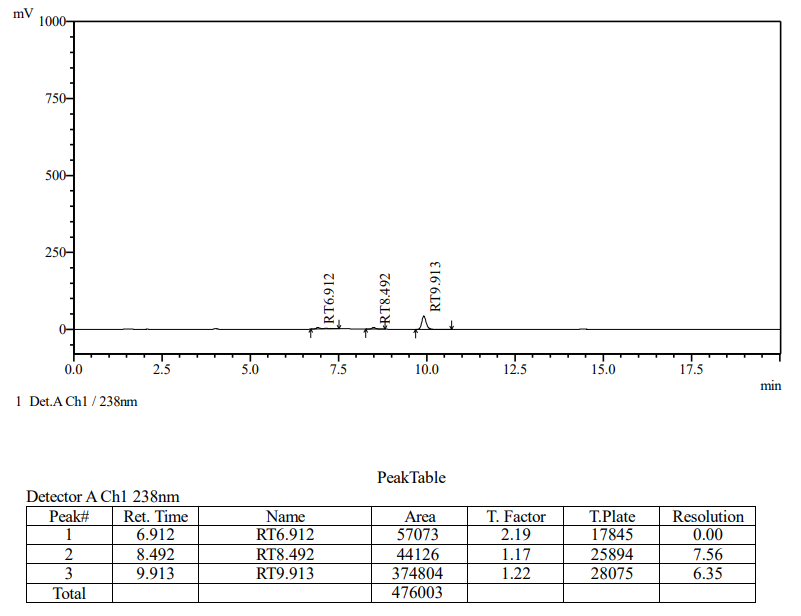 mV
1000
750
500
250
0
RT6.912
RT8.492
RT9.913
0.0 2.5 5.0 7.5 10.0 12.5 15.0 17.5
min
1 Det.A Ch1 / 238nm
PeakTable
Detector A Ch1 238nm
Peak# Ret. Time Name Area T. Factor T.Plate Resolution
1 6.912 RT6.912 57073 2.19 17845 0.00
2 8.492 RT8.492 44126 1.17 25894 7.56
3 9.913 RT9.913 374804 1.22 28075 6.35
Total 476003